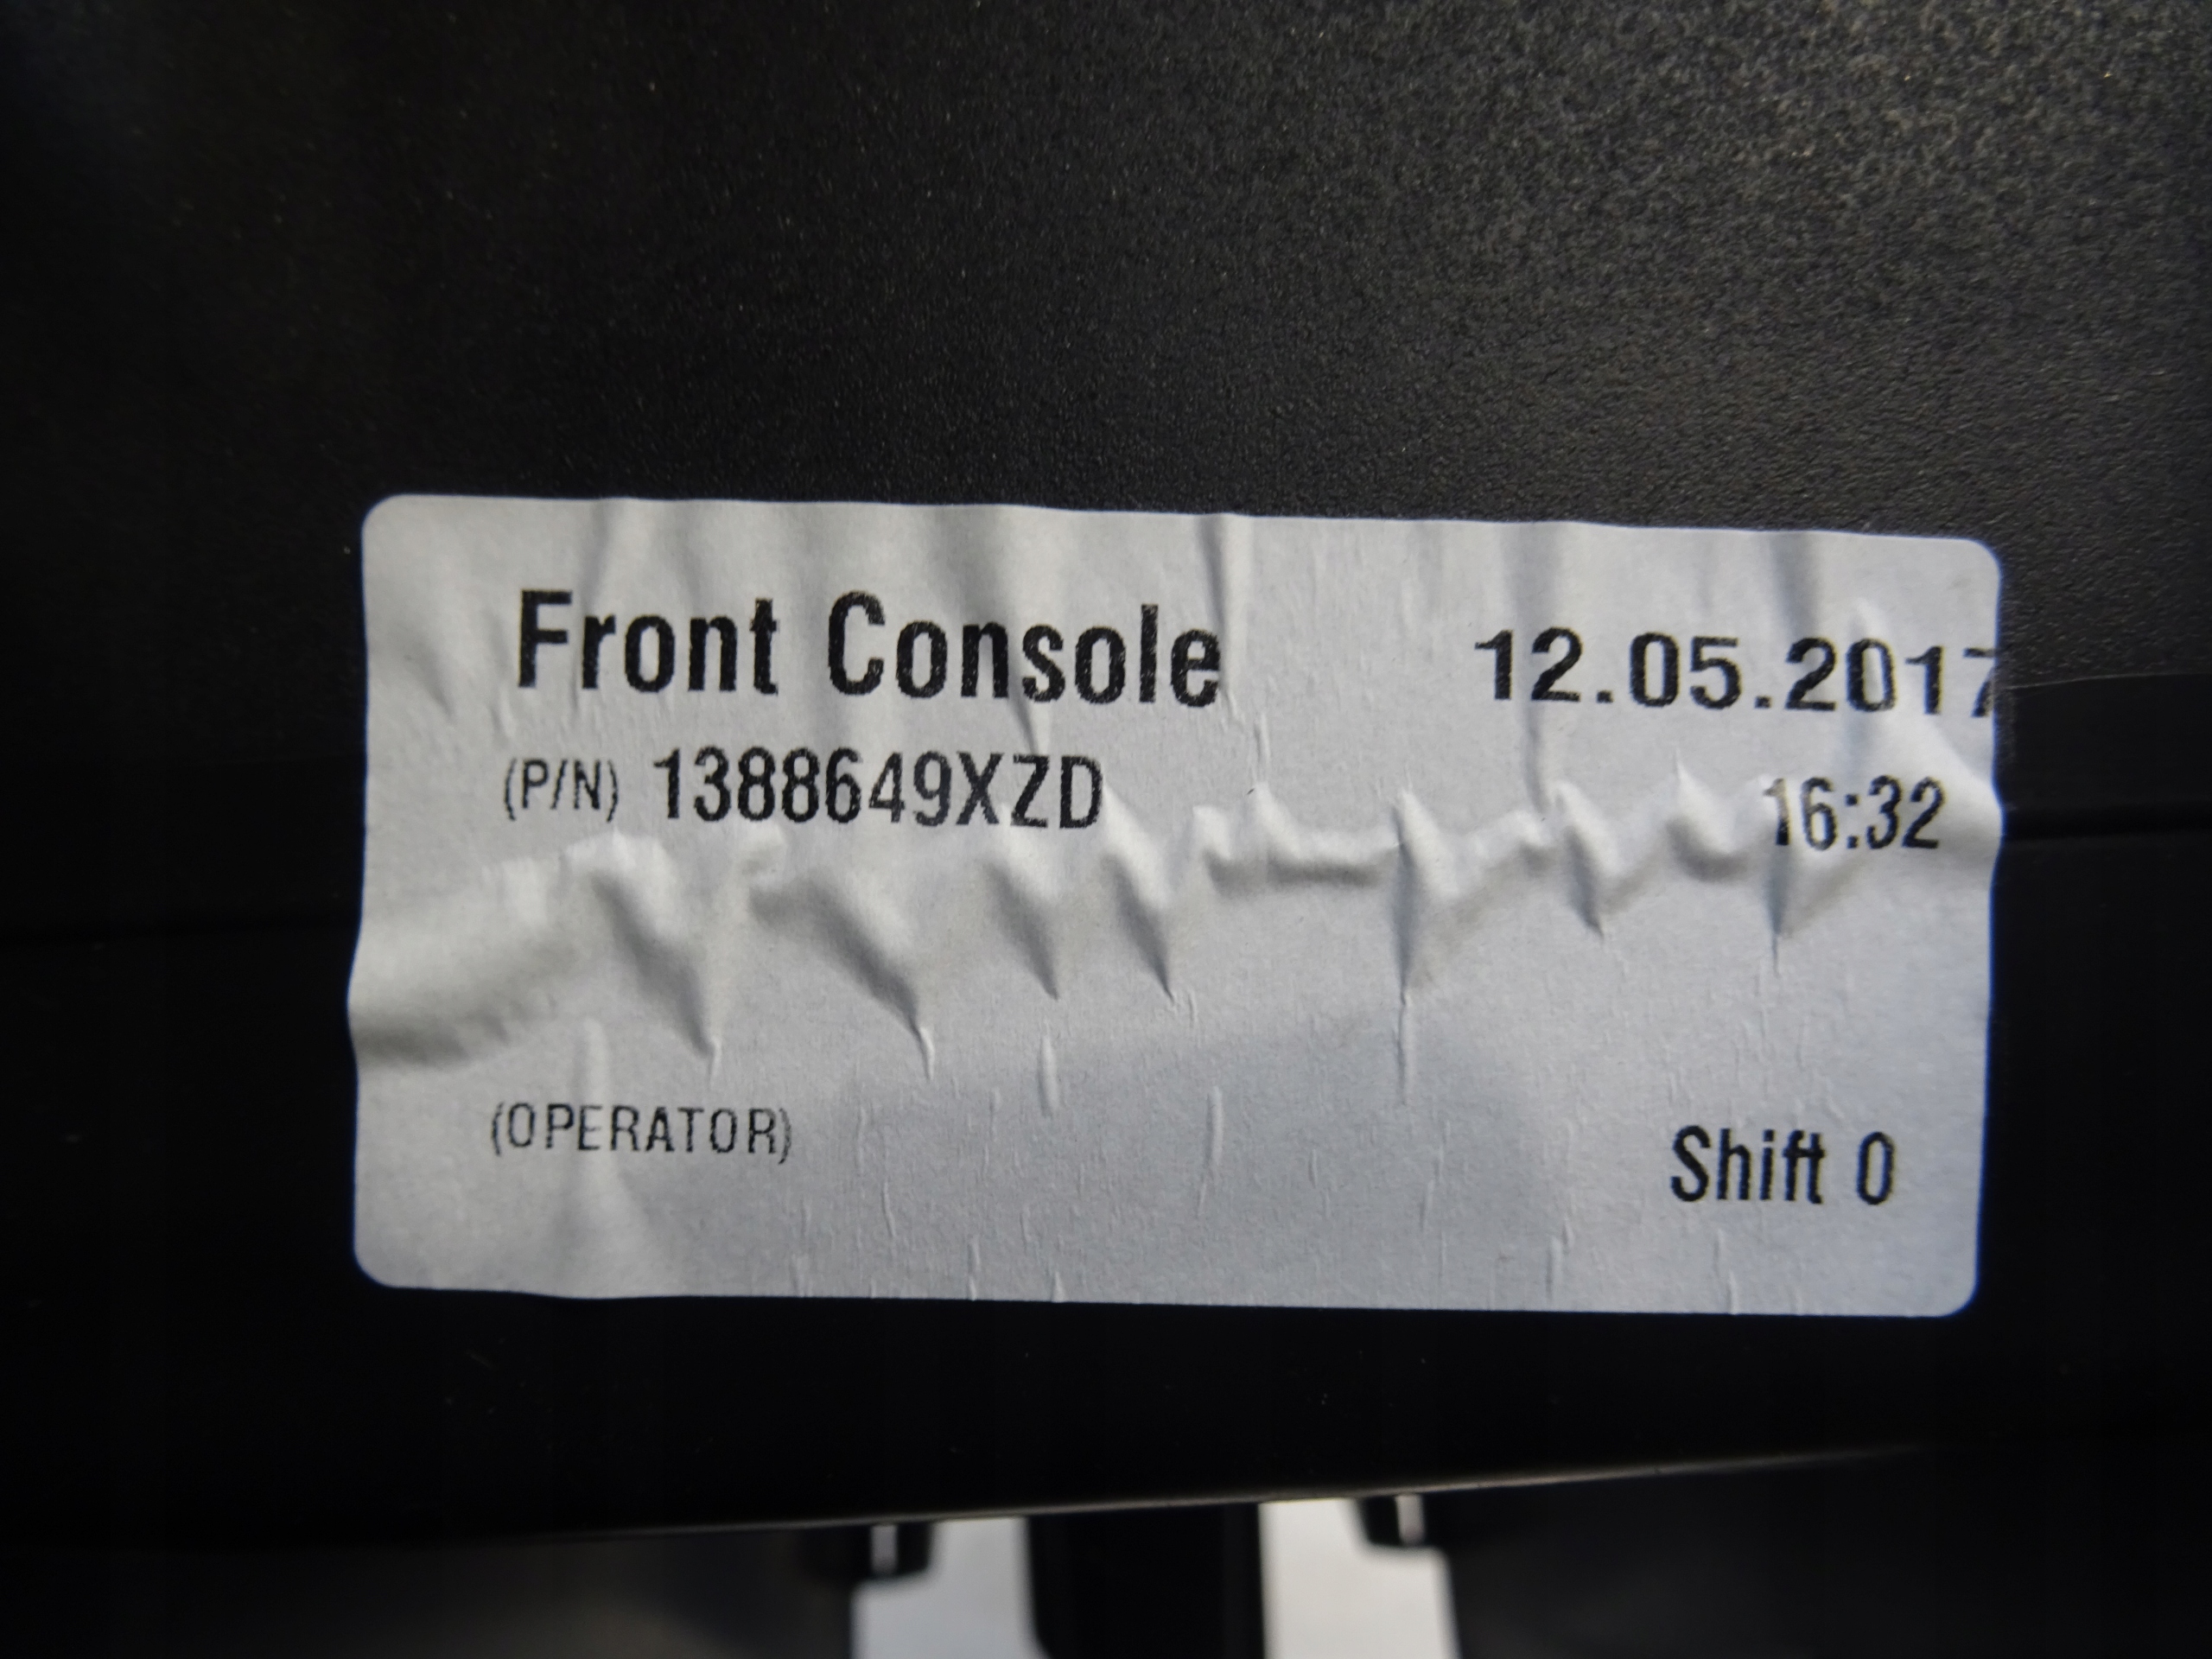 Front Console 12.05.2017
(P/N) 1388649XZD 16:32
(OPERATOR) Shift 0